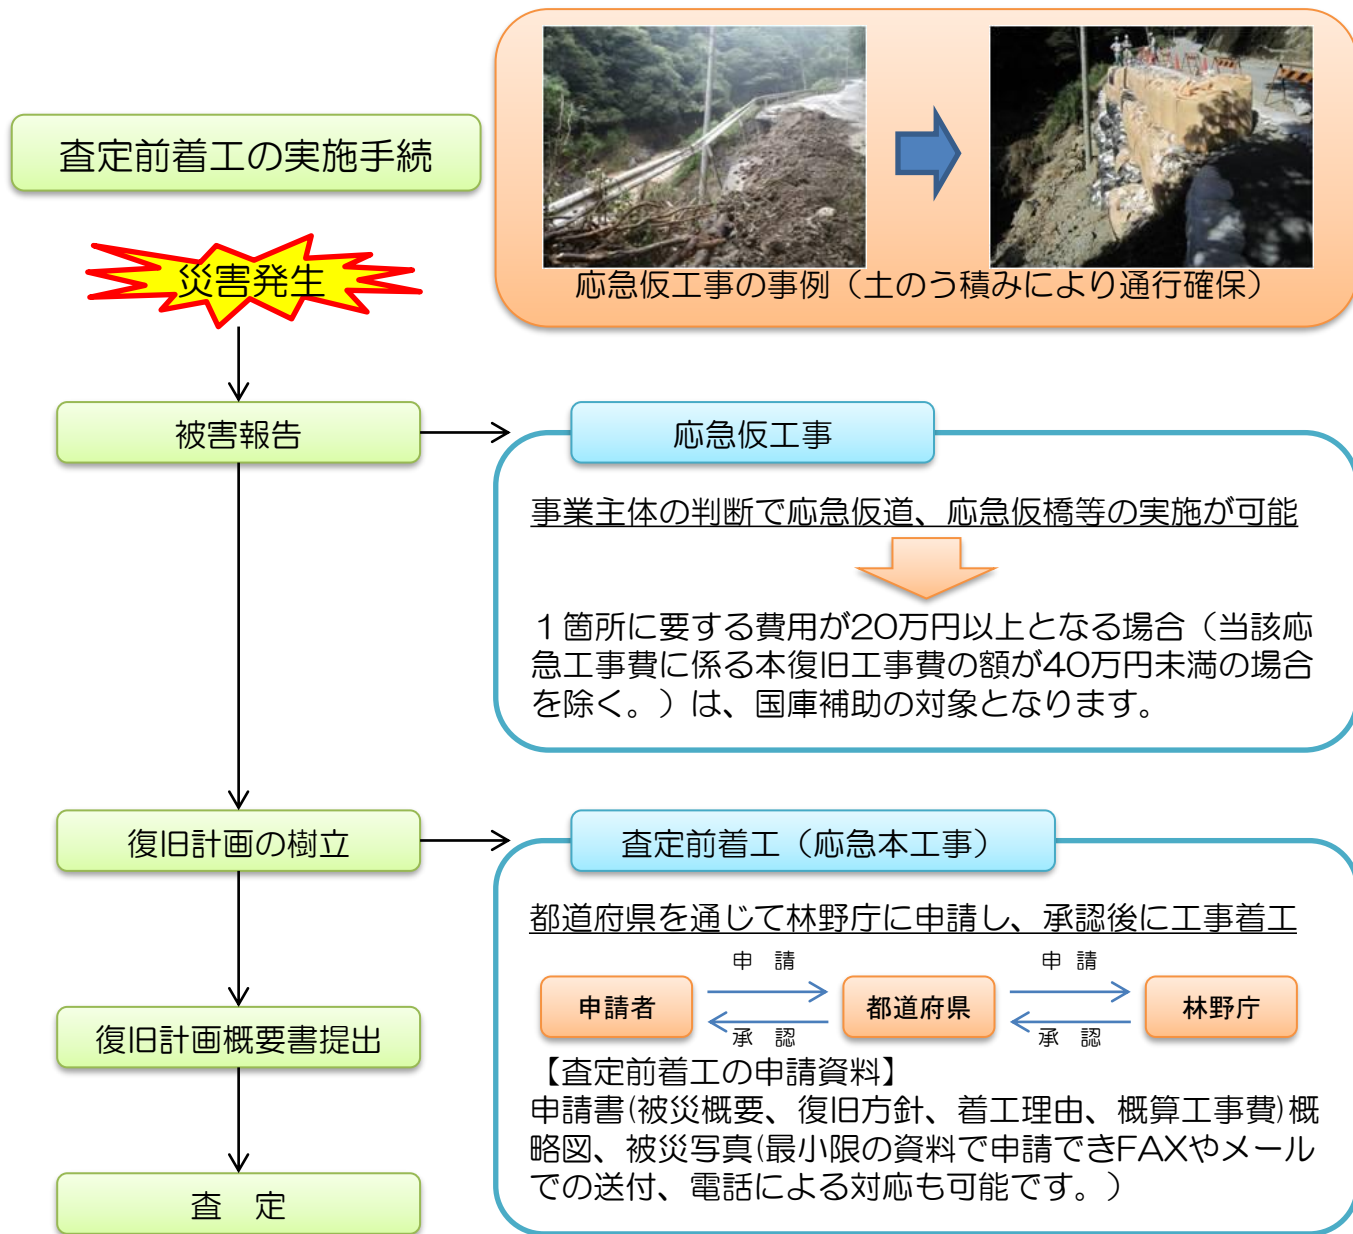 査定前着工の実施手続
応急仮工事の事例（土のう積みにより通行確保）
災害発生
被害報告
応急仮工事
事業主体の判断で応急仮道、応急仮橋等の実施が可能
１箇所に要する費用が20万円以上となる場合（当該応
急工事費に係る本復旧工事費の額が40万円未満の場合
を除く。）は、国庫補助の対象となります。
復旧計画の樹立
査定前着工（応急本工事）
都道府県を通じて林野庁に申請し、承認後に工事着工
申　請
申　請
申請者
都道府県
林野庁
承　認
承　認
復旧計画概要書提出
【査定前着工の申請資料】
申請書(被災概要、復旧方針、着工理由、概算工事費)概
略図、被災写真(最小限の資料で申請できFAXやメール
での送付、電話による対応も可能です。）
査　定